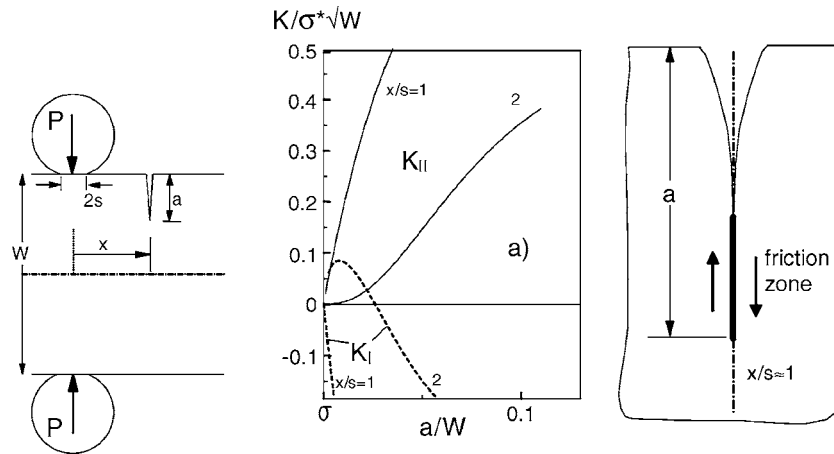 P
2s
a
W
x
P
K/σ*√W
0.5
0.4
0.3
0.2
0.1
0
-0.1
x/s=1
2
K_II
a)
K_I
x/s=1
2
0
0.1
a/W
a
friction
zone
x/s≈1